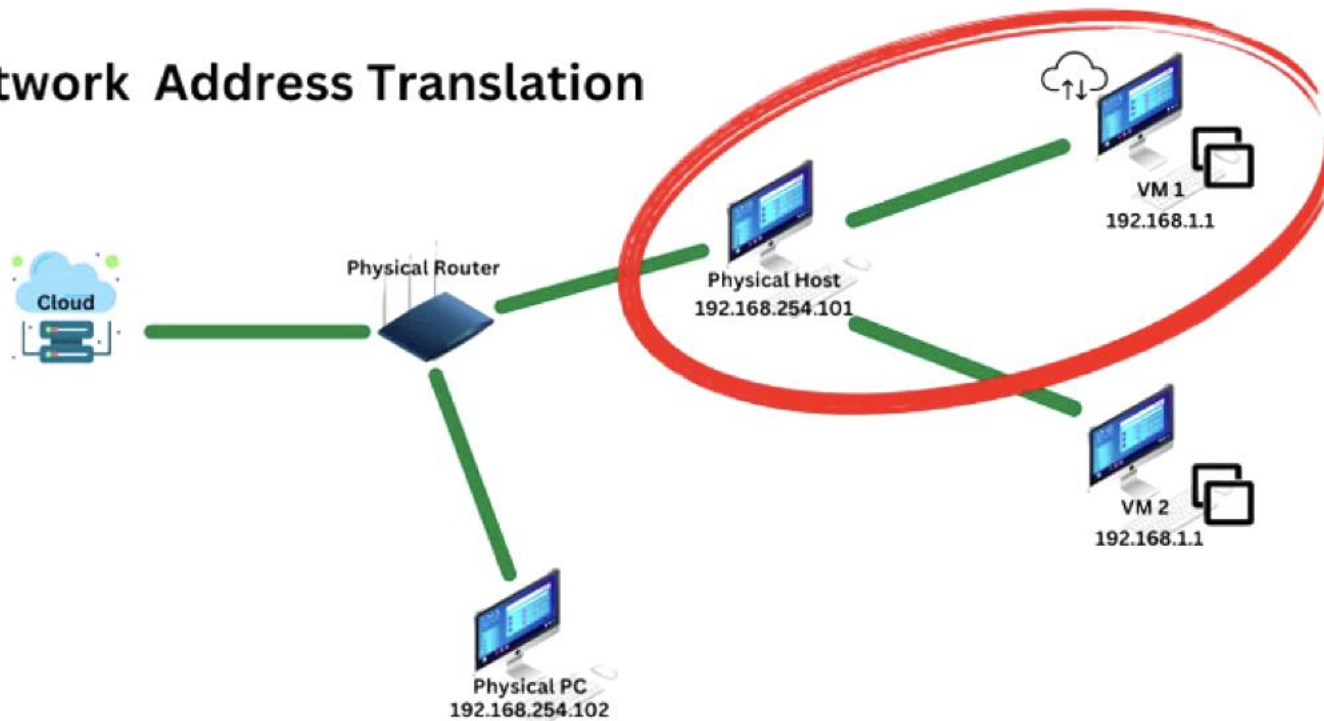 twork Address Translation
VM 1
192.168.1.1
Physical Router
Physical Host
192.168.254.101
Cloud
VM 2
192.168.1.1
Physical PC
192.168.254.102